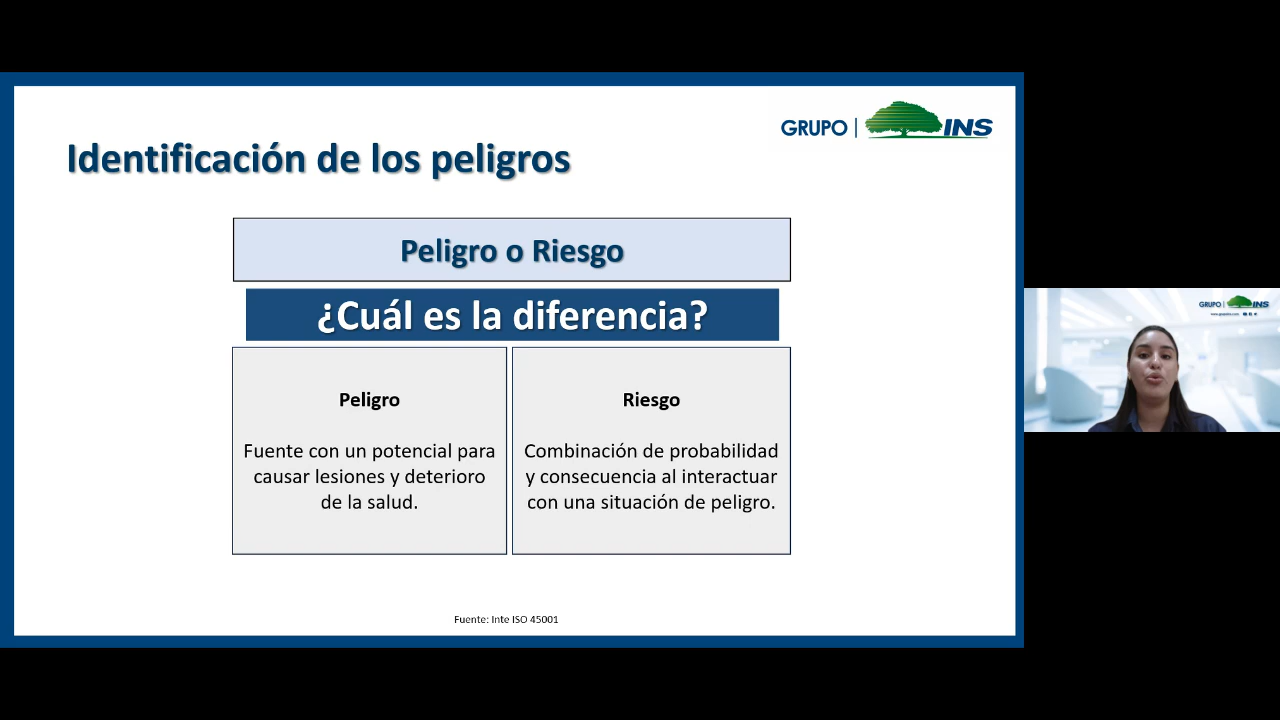 GRUPO | INS
Identificación de los peligros
Peligro o Riesgo
¿Cuál es la diferencia?
Peligro
Fuente con un potencial para
causar lesiones y deterioro
de la salud.
Riesgo
Combinación de probabilidad
y consecuencia al interactuar
con una situación de peligro.
Fuente: Inte ISO 45001
GRUPO | INS